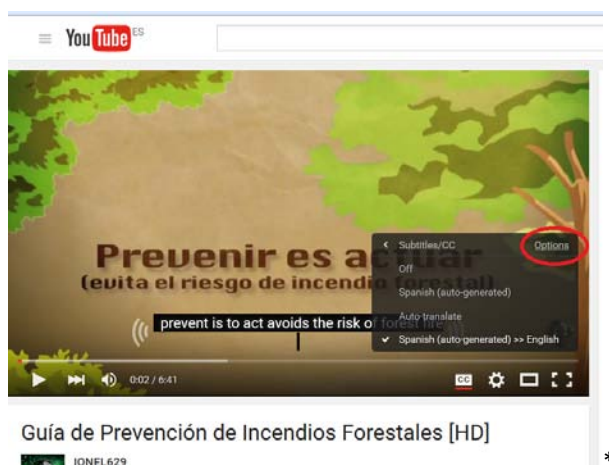 YouTube ES
Prevenir es actuar
(evita el riesgo de incendio forestal)
Subtitles/CC Options
Off
Spanish (auto-generated)
Auto-translate
Spanish (auto-generated) >> English
prevent is to act avoids the risk of forest fire
0:02 / 6:41
CC
Guía de Prevención de Incendios Forestales [HD]
JONEL629
*